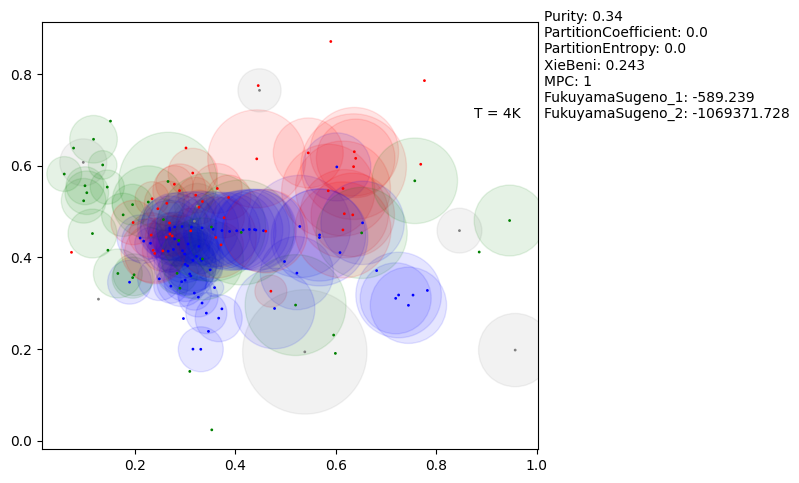 Purity: 0.34
PartitionCoefficient: 0.0
PartitionEntropy: 0.0
XieBeni: 0.243
MPC: 1
FukuyamaSugeno_1: -589.239
FukuyamaSugeno_2: -1069371.728
T = 4K
0.8
0.6
0.4
0.2
0.0
0.2 0.4 0.6 0.8 1.0